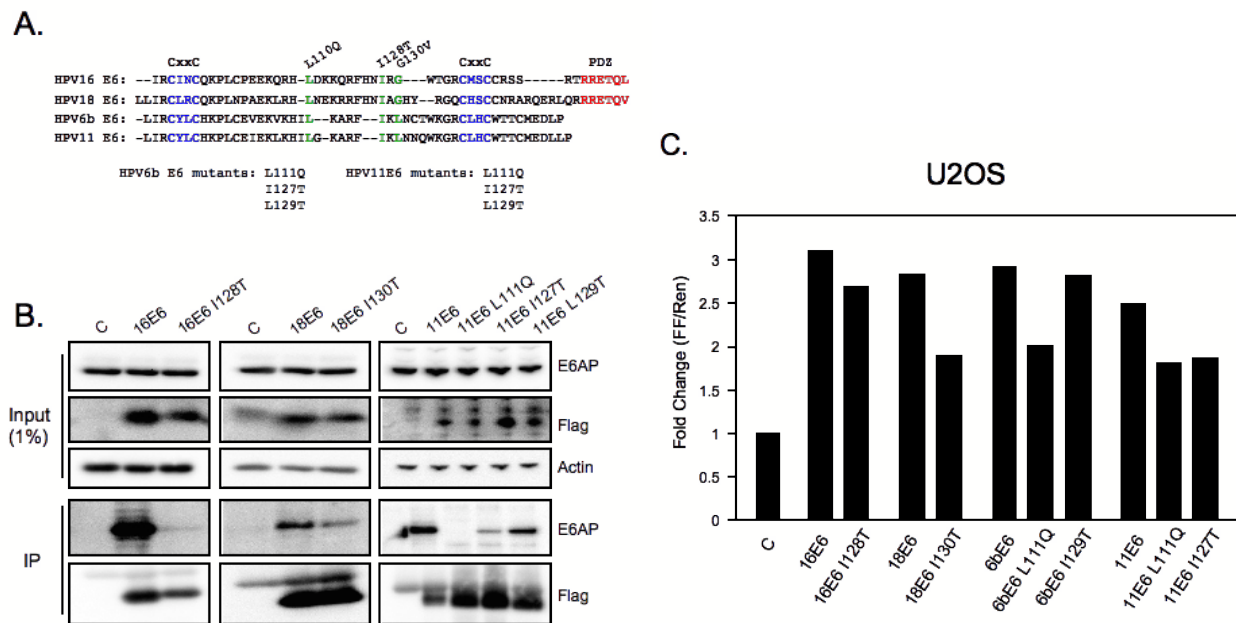 A.
CxxC L110Q I128T G130V CxxC PDZ
HPV16 E6: --IRCINCQKPLCPEEKQRH-LDKKQRFHNIRG---WTGRCMSCCRSS-----RTRRETQL
HPV18 E6: LLIRCLRCQKPLNPAEKLRH-LNEKRRFHNIAGHY--RGQCHSCCNRARQERLQRRRETQV
HPV6b E6: --LIRCYLCHKPLCEVEKVKHIL-KARF--IKLNCTWKGRCLHCWTTCMEDLLP
HPV11 E6: --LIRCYLCHKPLCEIEKLKHILG-KARF--IKLNNQWKGRCLHCWTTCMEDLLP
HPV6b E6 mutants: L111Q HPV11E6 mutants: L111Q
I127T I127T
L129T L129T
B.
C 16E6 16E6 I128T C 18E6 18E6 I130T C 11E6 11E6 L111Q 11E6 I127T 11E6 L129T
E6AP
Input
(1%)
Flag
Actin
E6AP
IP
Flag
C.
U2OS
Fold Change (FF/Ren)
3.5
3
2.5
2
1.5
1
0.5
0
C 16E6 16E6 I128T 18E6 18E6 I130T 6bE6 6bE6 L111Q 6bE6 I129T 11E6 11E6 L111Q 11E6 I127T